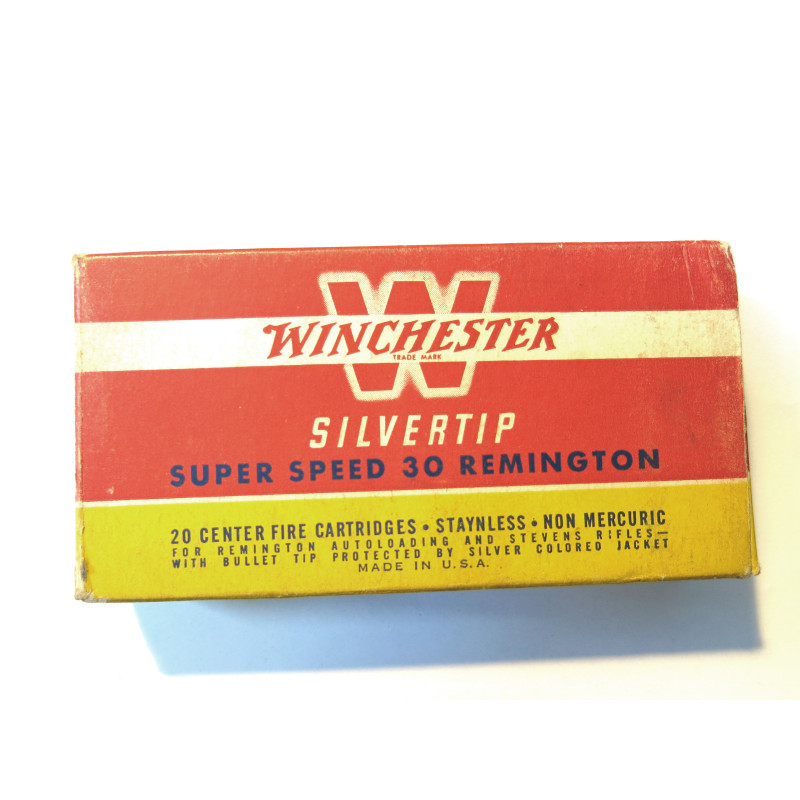 W
WINCHESTER
TRADE MARK
SILVERTIP
SUPER SPEED 30 REMINGTON
20 CENTER FIRE CARTRIDGES • STAYNLESS • NON MERCURIC
FOR REMINGTON AUTOLOADING AND STEVENS RIFLES—
WITH BULLET TIP PROTECTED BY SILVER COLORED JACKET
MADE IN U.S.A.